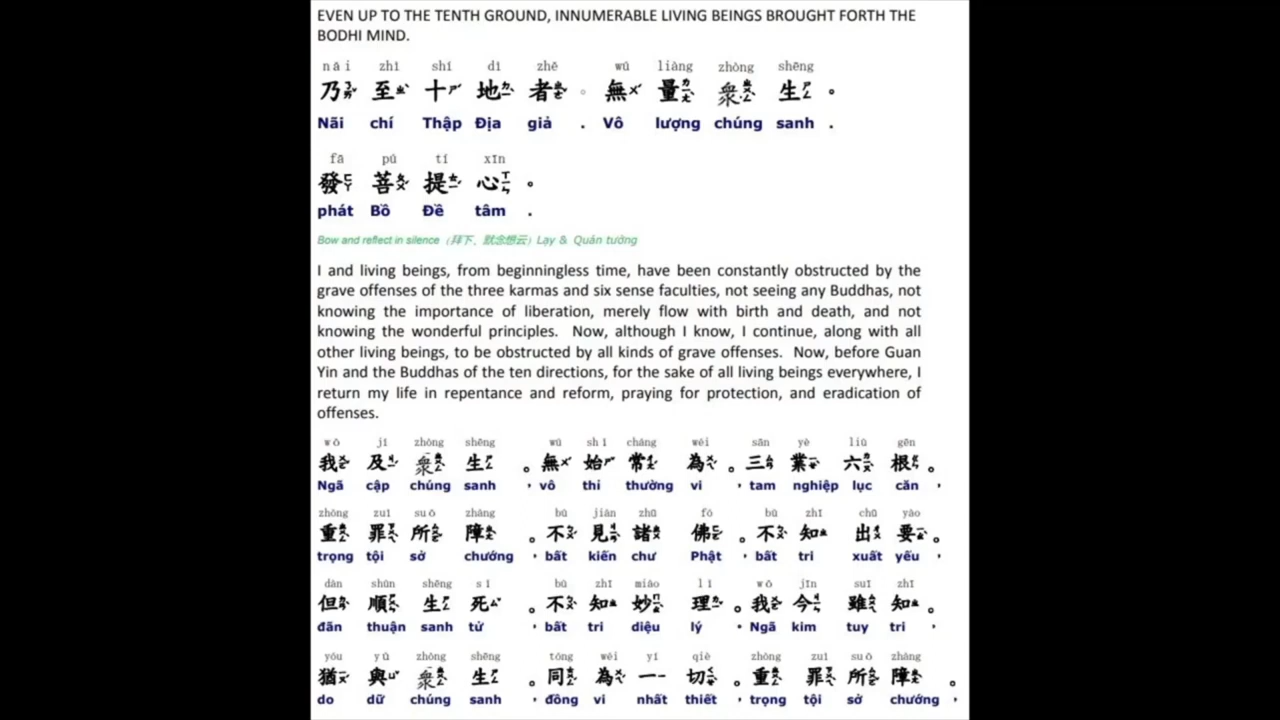 EVEN UP TO THE TENTH GROUND, INNUMERABLE LIVING BEINGS BROUGHT FORTH THE
BODHI MIND.
nǎi zhì shí dì zhě wú liàng zhòng shēng
乃 至 十 地 者 。 無 量 眾 生 。
Nãi chí Thập Địa giả . Vô lượng chúng sanh .
fā pú tí xīn
發 菩 提 心 。
phát Bồ Đề tâm .
Bow and reflect in silence（拜下、默念想云）Lạy & Quán tưởng
I and living beings, from beginningless time, have been constantly obstructed by the
grave offenses of the three karmas and six sense faculties, not seeing any Buddhas, not
knowing the importance of liberation, merely flow with birth and death, and not
knowing the wonderful principles. Now, although I know, I continue, along with all
other living beings, to be obstructed by all kinds of grave offenses. Now, before Guan
Yin and the Buddhas of the ten directions, for the sake of all living beings everywhere, I
return my life in repentance and reform, praying for protection, and eradication of
offenses.
wǒ jí zhòng shēng wú shǐ cháng wéi sān yè liù gēn
我 及 眾 生 。 無 始 常 為 。 三 業 六 根 。
Ngã cập chúng sanh , vô thỉ thường vi , tam nghiệp lục căn ,
zhòng zuì suǒ zhàng bú jiàn zhū fó bù zhī chū yào
重 罪 所 障 。 不 見 諸 佛 。 不 知 出 要 。
trọng tội sở chướng , bất kiến chư Phật , bất tri xuất yếu ,
dàn shùn shēng sǐ bù zhī miào lǐ wǒ jīn suī zhī
但 順 生 死 。 不 知 妙 理 。 我 今 雖 知 。
đãn thuận sanh tử , bất tri diệu lý . Ngã kim tuy tri ,
yóu yǔ zhòng shēng tóng wéi yí qiè zhòng zuì suǒ zhàng
猶 與 眾 生 。 同 為 一 切 。 重 罪 所 障 。
do dữ chúng sanh , đồng vi nhất thiết , trọng tội sở chướng ,